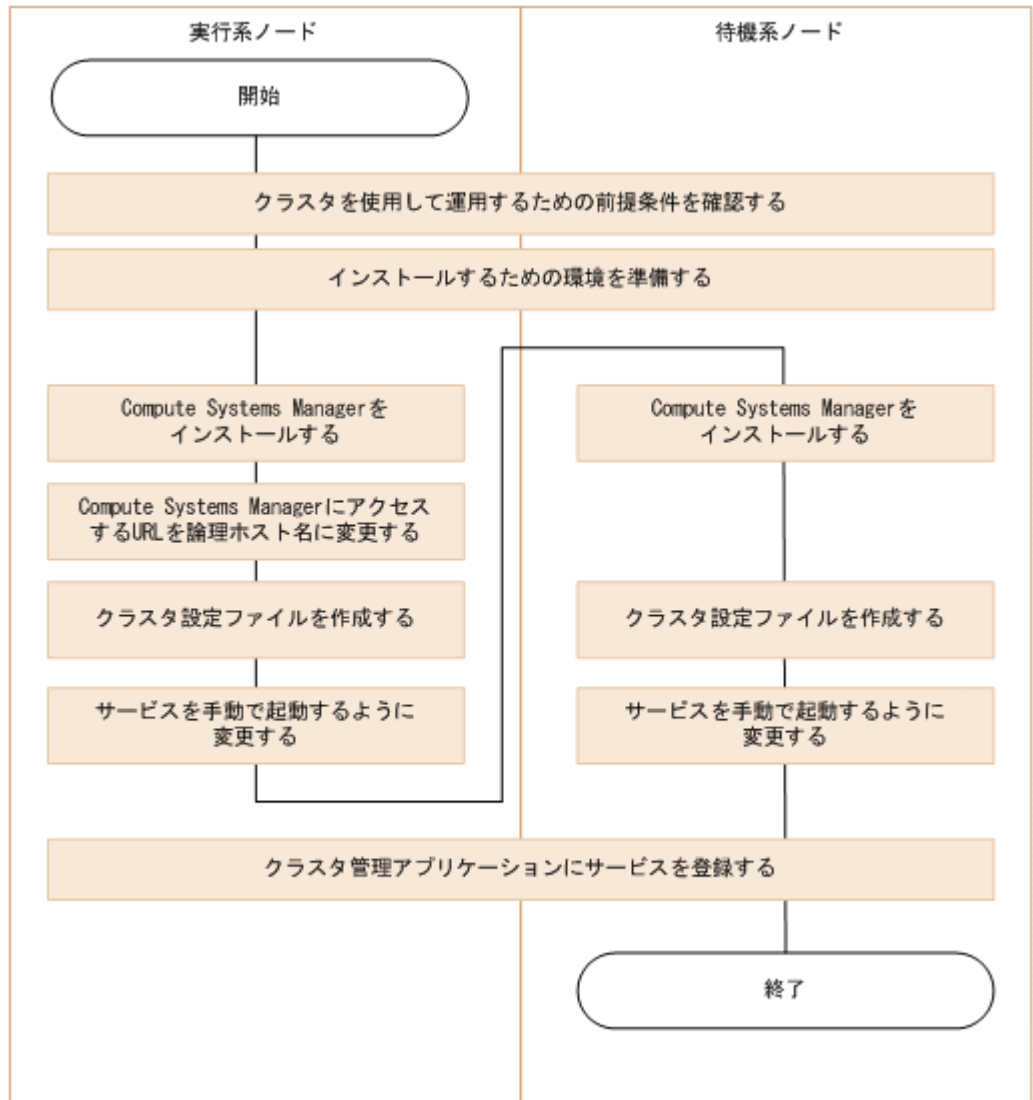 実行系ノード
待機系ノード
開始
クラスタを使用して運用するための前提条件を確認する
インストールするための環境を準備する
Compute Systems Managerを
インストールする
Compute Systems Managerにアクセス
するURLを論理ホスト名に変更する
クラスタ設定ファイルを作成する
サービスを手動で起動するように
変更する
Compute Systems Managerを
インストールする
クラスタ設定ファイルを作成する
サービスを手動で起動するように
変更する
クラスタ管理アプリケーションにサービスを登録する
終了